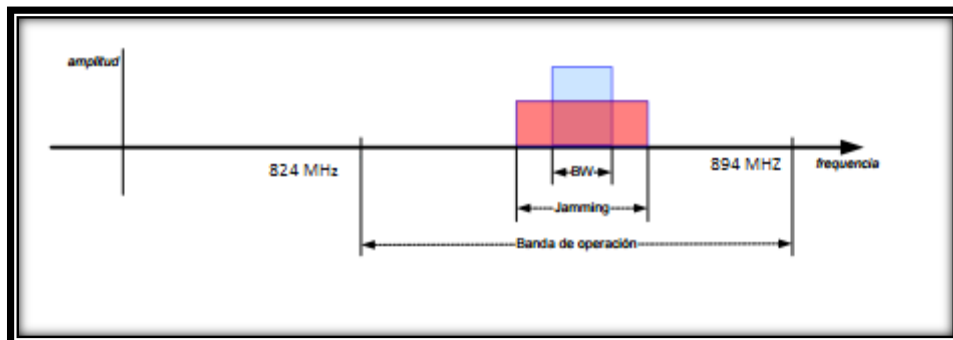 amplitud
824 MHz
894 MHZ
frequencia
BW
Jamming
Banda de operación